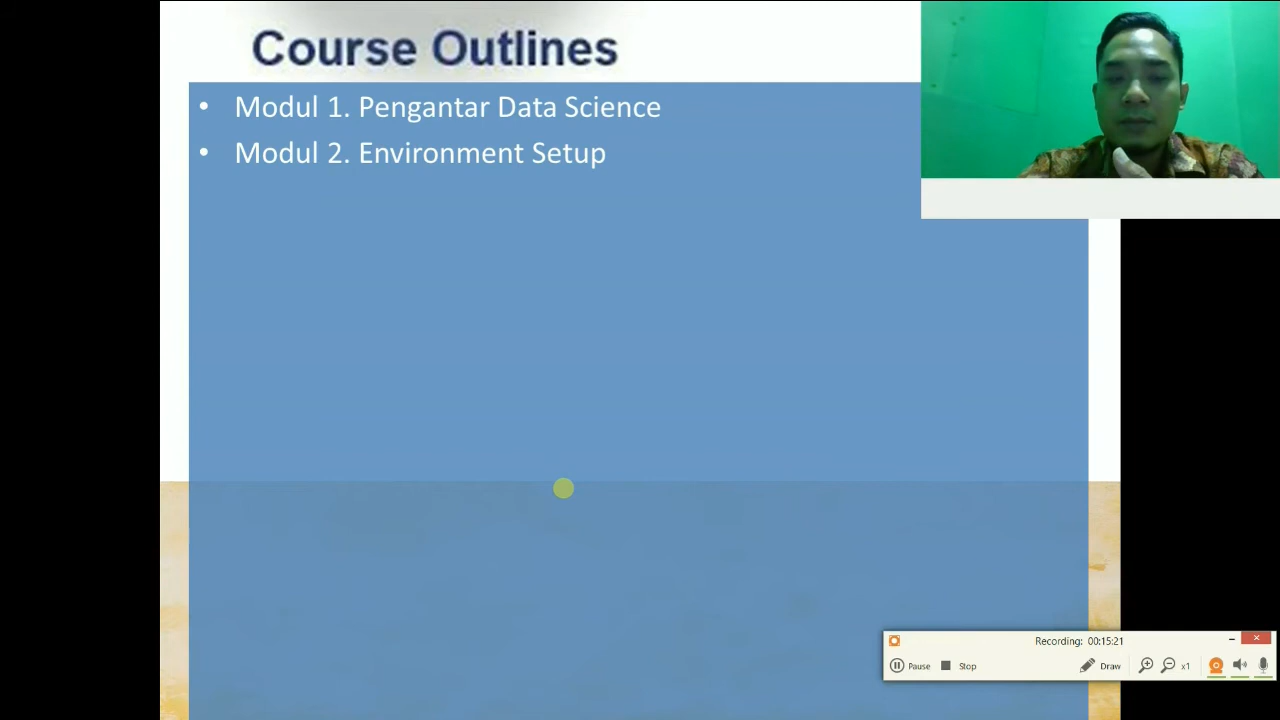 Course Outlines
• Modul 1. Pengantar Data Science
• Modul 2. Environment Setup
Recording: 00:15:21
Pause Stop Draw x1